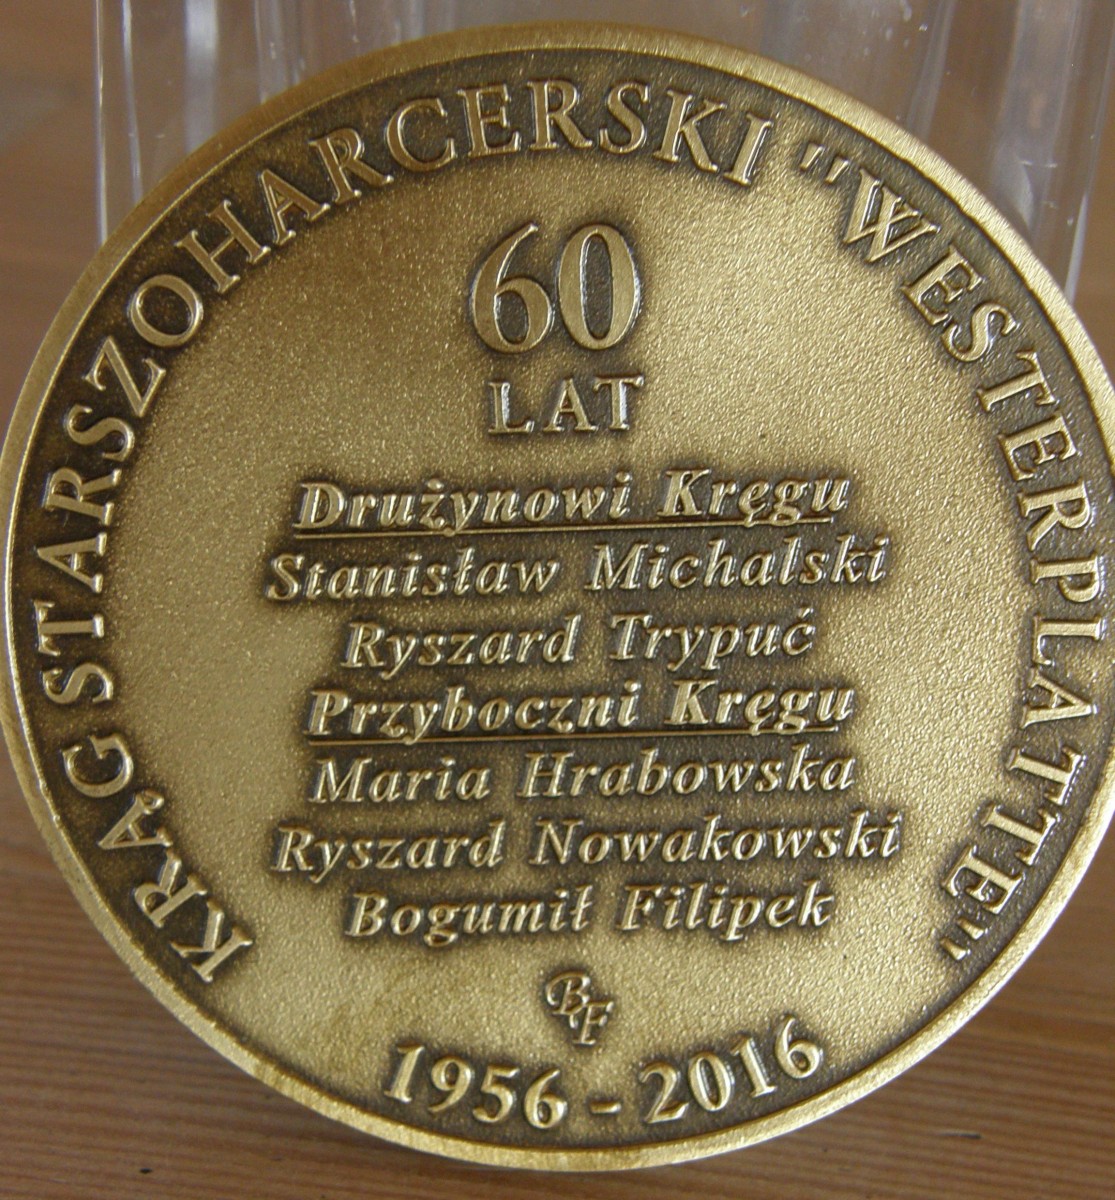 KRĄG STARSZOHARCERSKI "WESTERPLATTE"
60
LAT
Drużynowi Kręgu
Stanisław Michalski
Ryszard Trypuć
Przyboczni Kręgu
Maria Hrabowska
Ryszard Nowakowski
Bogumił Filipek
BF
1956 - 2016